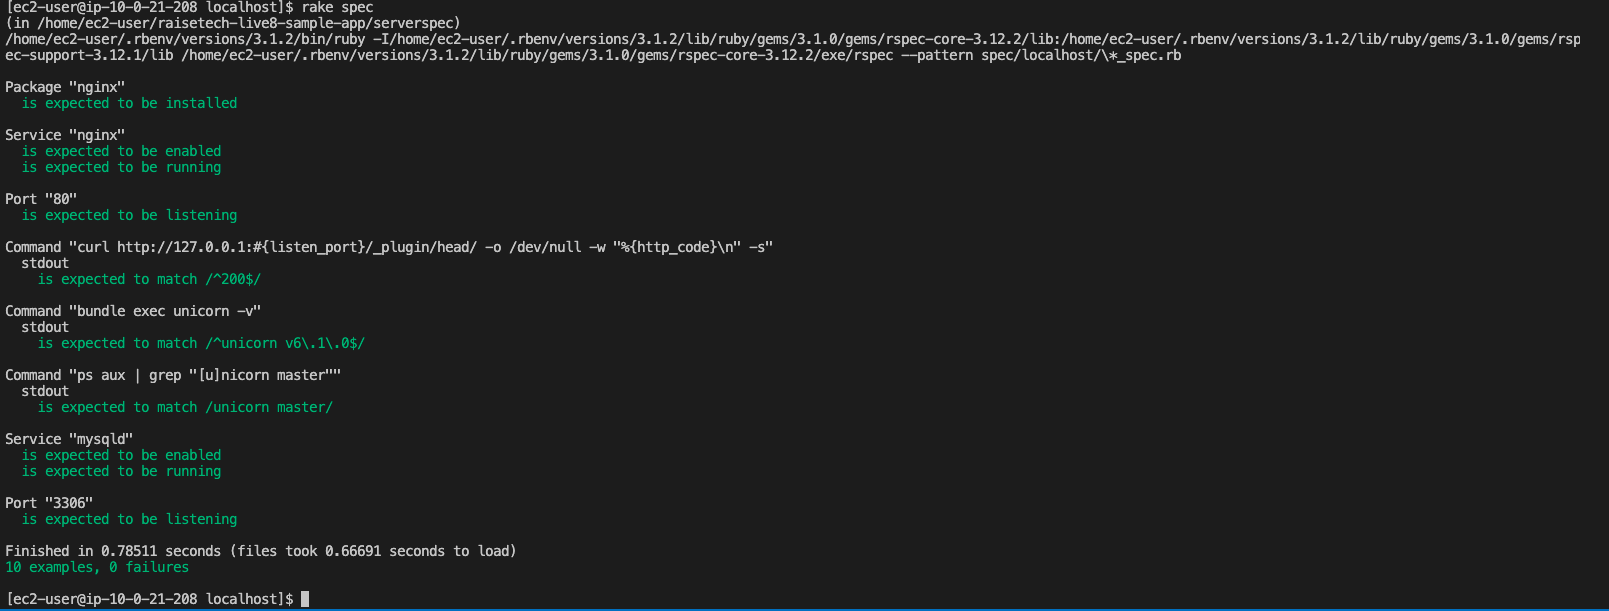 [ec2-user@ip-10-0-21-208 localhost]$ rake spec
(in /home/ec2-user/raisetech-live8-sample-app/serverspec)
/home/ec2-user/.rbenv/versions/3.1.2/bin/ruby -I/home/ec2-user/.rbenv/versions/3.1.2/lib/ruby/gems/3.1.0/gems/rspec-core-3.12.2/lib:/home/ec2-user/.rbenv/versions/3.1.2/lib/ruby/gems/3.1.0/gems/rsp
ec-support-3.12.1/lib /home/ec2-user/.rbenv/versions/3.1.2/lib/ruby/gems/3.1.0/gems/rspec-core-3.12.2/exe/rspec --pattern spec/localhost/\*_spec.rb
Package "nginx"
is expected to be installed
Service "nginx"
is expected to be enabled
is expected to be running
Port "80"
is expected to be listening
Command "curl http://127.0.0.1:#{listen_port}/_plugin/head/ -o /dev/null -w "%{http_code}\n" -s"
stdout
is expected to match /^200$/
Command "bundle exec unicorn -v"
stdout
is expected to match /^unicorn v6\.1\.0$/
Command "ps aux | grep "[u]nicorn master""
stdout
is expected to match /unicorn master/
Service "mysqld"
is expected to be enabled
is expected to be running
Port "3306"
is expected to be listening
Finished in 0.78511 seconds (files took 0.66691 seconds to load)
10 examples, 0 failures
[ec2-user@ip-10-0-21-208 localhost]$